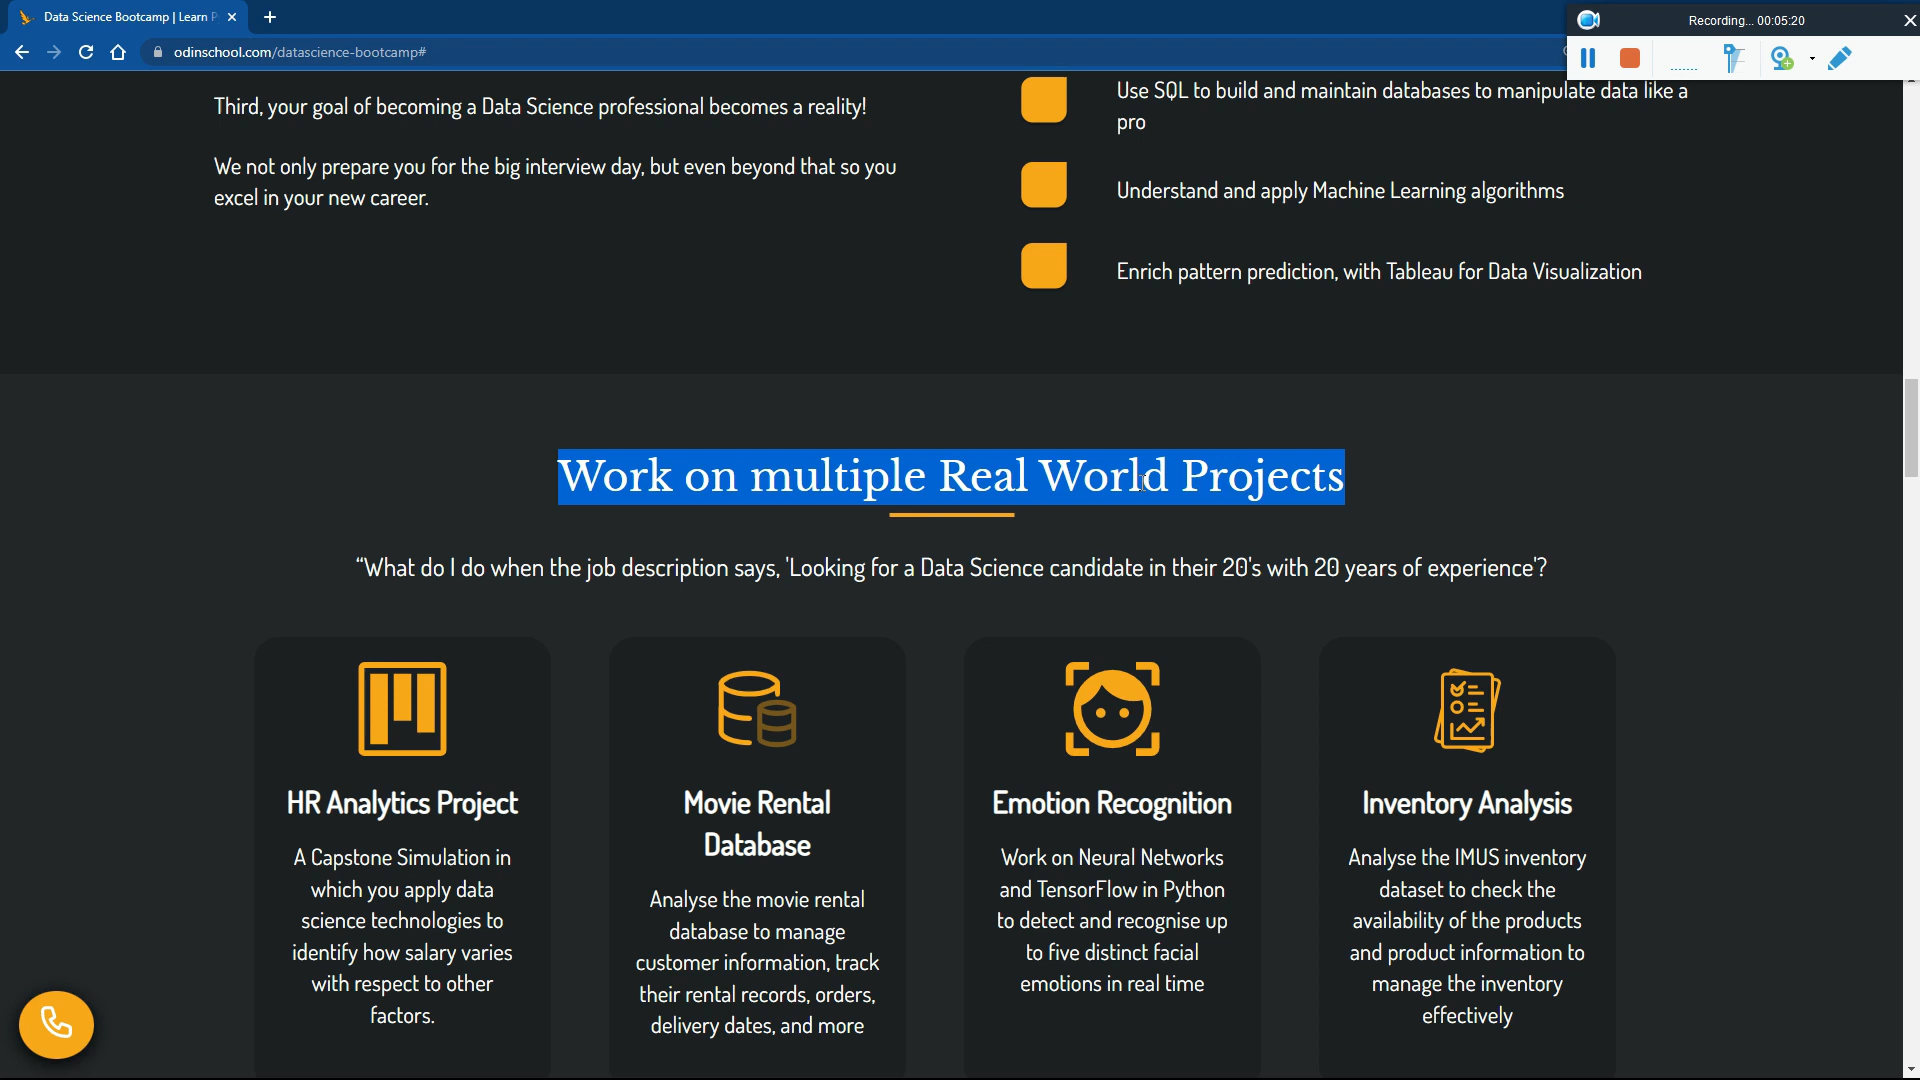 Data Science Bootcamp | Learn P
Recording... 00:05:20
odinschool.com/datascience-bootcamp#
Third, your goal of becoming a Data Science professional becomes a reality!
We not only prepare you for the big interview day, but even beyond that so you
excel in your new career.
Use SQL to build and maintain databases to manipulate data like a
pro
Understand and apply Machine Learning algorithms
Enrich pattern prediction, with Tableau for Data Visualization
Work on multiple Real World Projects
“What do I do when the job description says, 'Looking for a Data Science candidate in their 20's with 20 years of experience'?
HR Analytics Project
A Capstone Simulation in
which you apply data
science technologies to
identify how salary varies
with respect to other
factors.
Movie Rental
Database
Analyse the movie rental
database to manage
customer information, track
their rental records, orders,
delivery dates, and more
Emotion Recognition
Work on Neural Networks
and TensorFlow in Python
to detect and recognise up
to five distinct facial
emotions in real time
Inventory Analysis
Analyse the IMUS inventory
dataset to check the
availability of the products
and product information to
manage the inventory
effectively